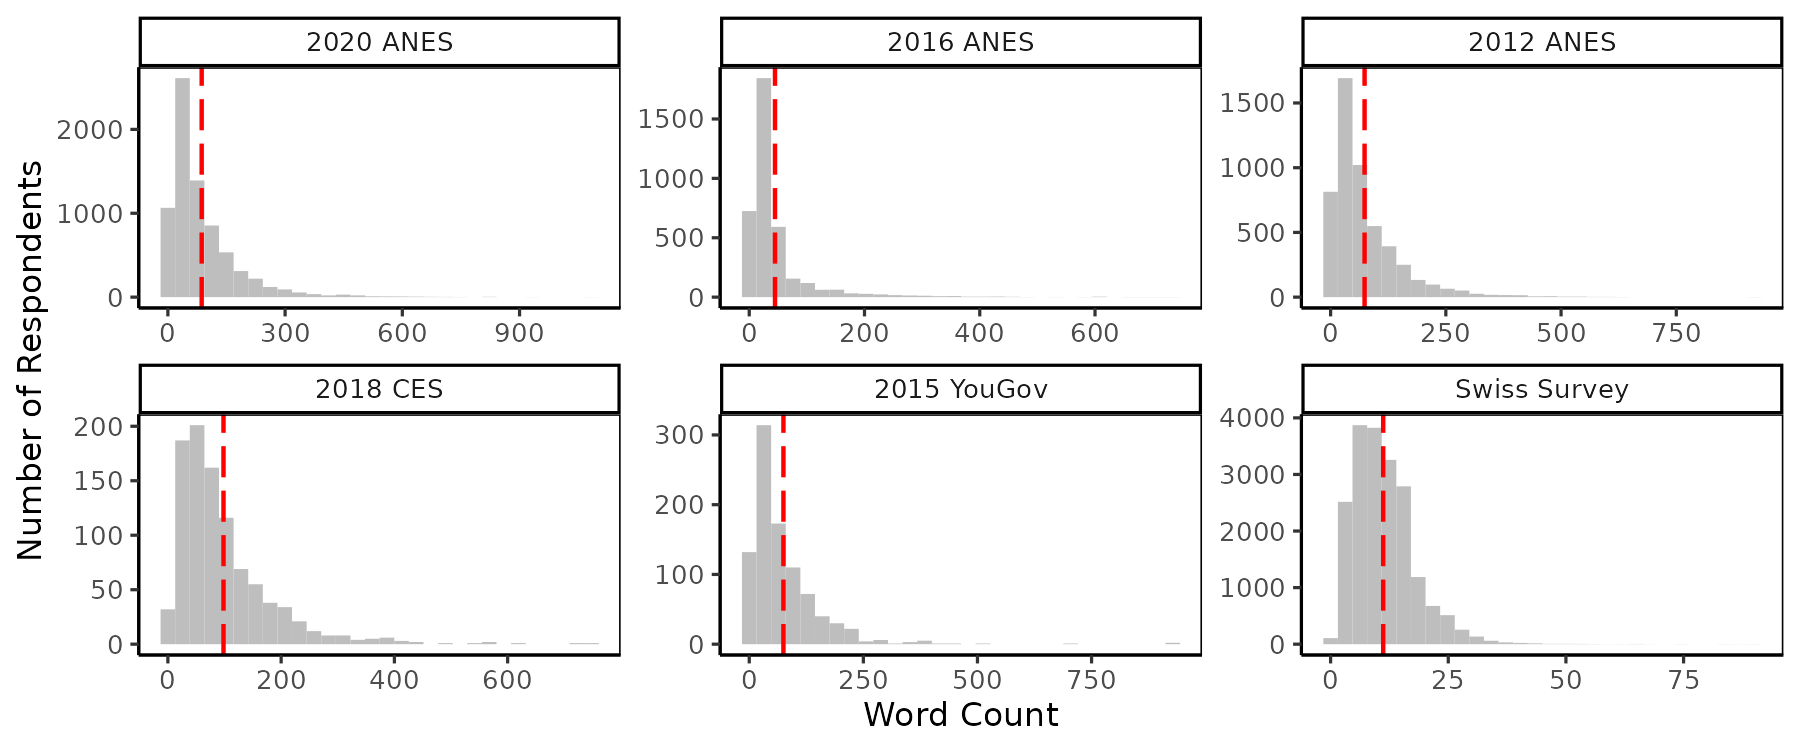 2020 ANES
2016 ANES
2012 ANES
2000
1000
0
0 300 600 900
1500
1000
500
0
0 200 400 600
1500
1000
500
0
0 250 500 750
2018 CES
2015 YouGov
Swiss Survey
200
150
100
50
0
0 200 400 600
300
200
100
0
0 250 500 750
4000
3000
2000
1000
0
0 25 50 75
Number of Respondents
Word Count